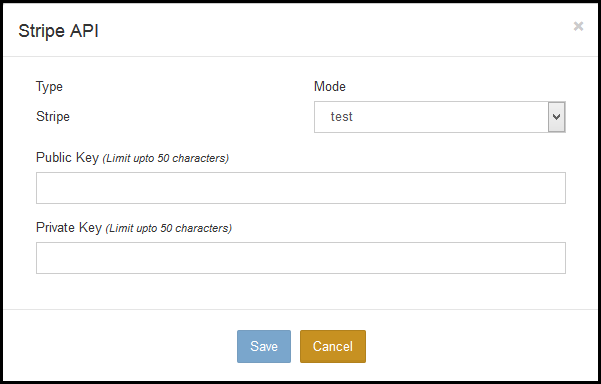 Stripe API ×
Type Mode
Stripe test
Public Key (Limit upto 50 characters)
Private Key (Limit upto 50 characters)
Save Cancel